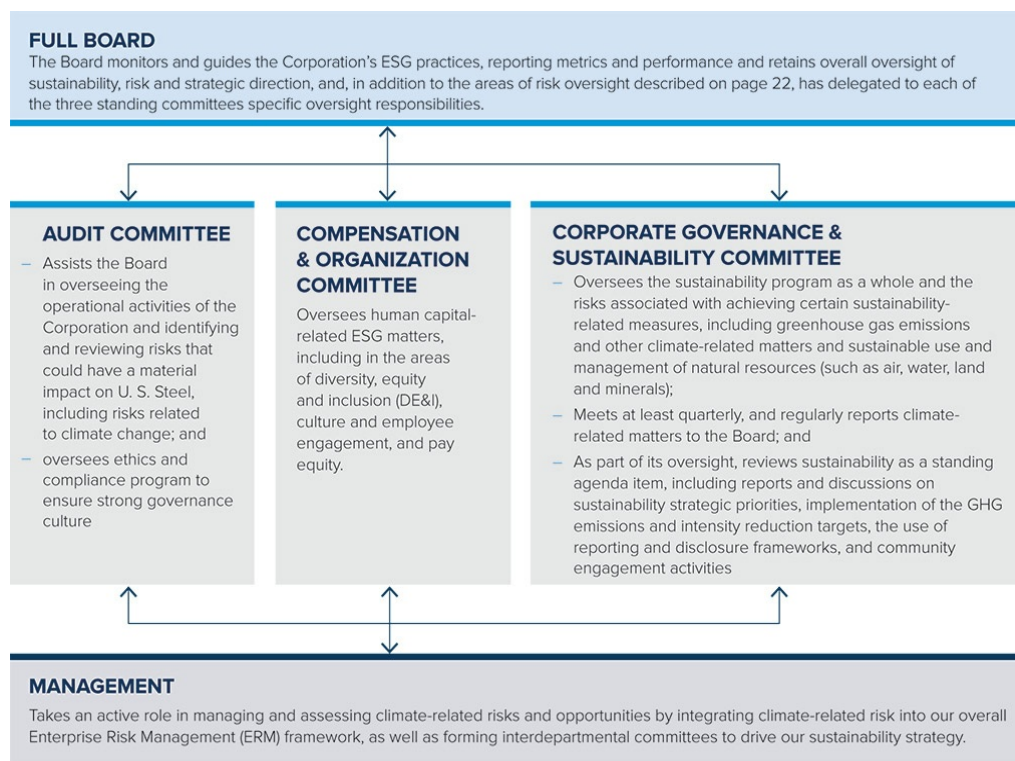 FULL BOARD
The Board monitors and guides the Corporation's ESG practices, reporting metrics and performance and retains overall oversight of
sustainability, risk and strategic direction, and, in addition to the areas of risk oversight described on page 22, has delegated to each of
the three standing committees specific oversight responsibilities.
AUDIT COMMITTEE
– Assists the Board
in overseeing the
operational activities of the
Corporation and identifying
and reviewing risks that
could have a material
impact on U. S. Steel,
including risks related
to climate change; and
– oversees ethics and
compliance program to
ensure strong governance
culture
COMPENSATION
& ORGANIZATION
COMMITTEE
Oversees human capital-
related ESG matters,
including in the areas
of diversity, equity
and inclusion (DE&I),
culture and employee
engagement, and pay
equity.
CORPORATE GOVERNANCE &
SUSTAINABILITY COMMITTEE
– Oversees the sustainability program as a whole and the
risks associated with achieving certain sustainability-
related measures, including greenhouse gas emissions
and other climate-related matters and sustainable use and
management of natural resources (such as air, water, land
and minerals);
– Meets at least quarterly, and regularly reports climate-
related matters to the Board; and
– As part of its oversight, reviews sustainability as a standing
agenda item, including reports and discussions on
sustainability strategic priorities, implementation of the GHG
emissions and intensity reduction targets, the use of
reporting and disclosure frameworks, and community
engagement activities
MANAGEMENT
Takes an active role in managing and assessing climate-related risks and opportunities by integrating climate-related risk into our overall
Enterprise Risk Management (ERM) framework, as well as forming interdepartmental committees to drive our sustainability strategy.